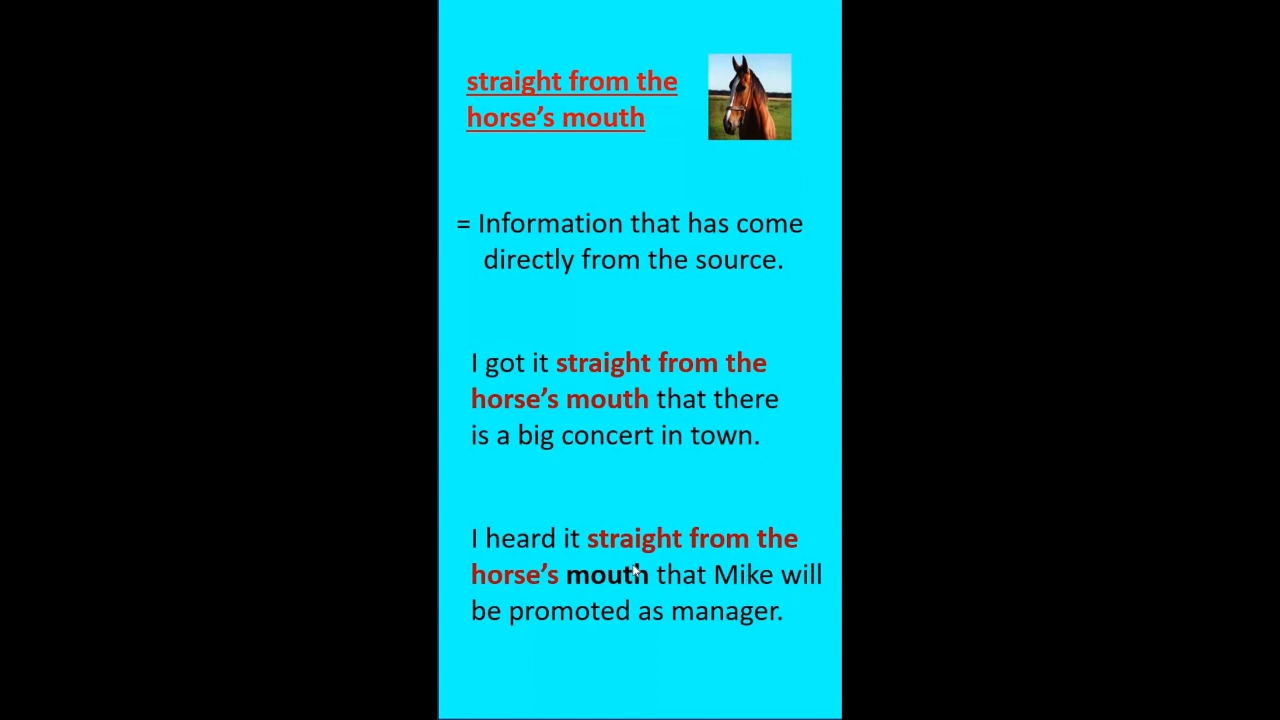 straight from the
horse’s mouth
= Information that has come
directly from the source.
I got it straight from the
horse’s mouth that there
is a big concert in town.
I heard it straight from the
horse’s mouth that Mike will
be promoted as manager.